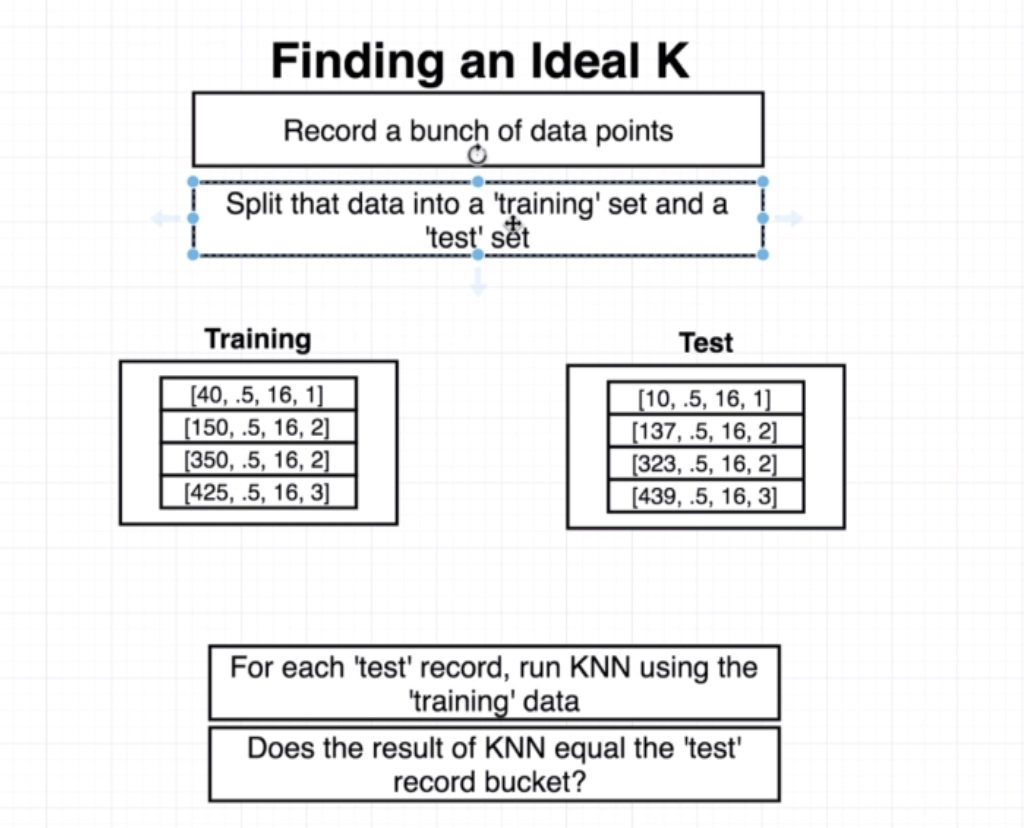 Finding an Ideal K
Record a bunch of data points
Split that data into a 'training' set and a
'test' set
Training
[40, .5, 16, 1]
[150, .5, 16, 2]
[350, .5, 16, 2]
[425, .5, 16, 3]
Test
[10, .5, 16, 1]
[137, .5, 16, 2]
[323, .5, 16, 2]
[439, .5, 16, 3]
For each 'test' record, run KNN using the
'training' data
Does the result of KNN equal the 'test'
record bucket?